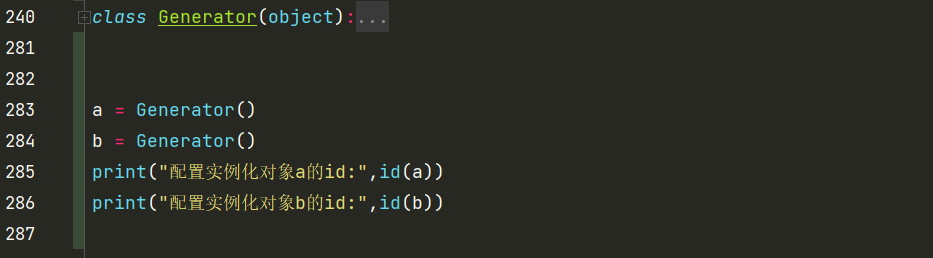 240 class Generator(object):...
281
282
283 a = Generator()
284 b = Generator()
285 print("配置实例化对象a的id:",id(a))
286 print("配置实例化对象b的id:",id(b))
287